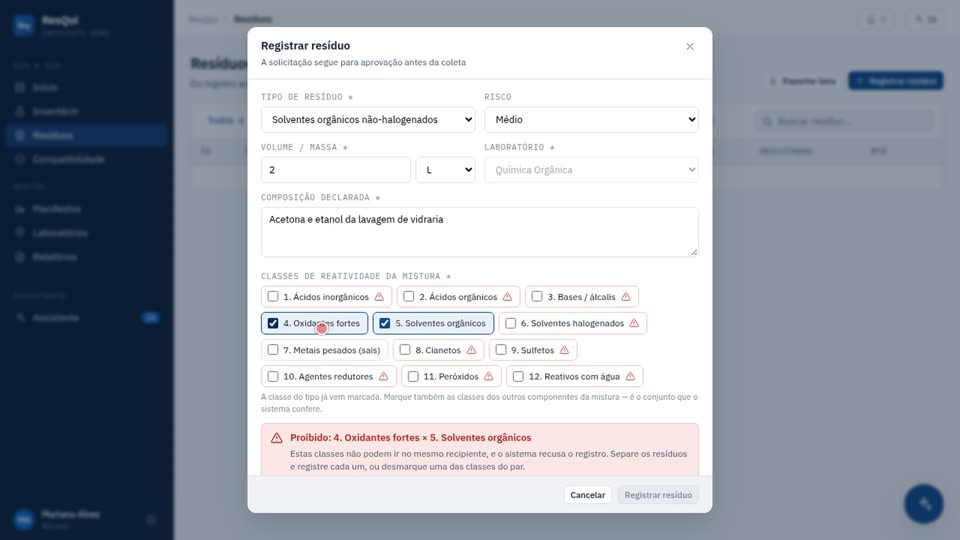 ResQui
ResQui / Resíduos
Registrar resíduo
A solicitação segue para aprovação antes da coleta
Início
Inventário
Resíduos
Compatibilidade
Manifestos
Laboratórios
Relatórios
Assistente
Mariana Alves
Exportar lista
+ Registrar resíduo
Todos
Buscar resíduo...
TIPO DE RESÍDUO *
RISCO
Solventes orgânicos não-halogenados
Médio
VOLUME / MASSA *
LABORATÓRIO *
2
L
Química Orgânica
COMPOSIÇÃO DECLARADA *
Acetona e etanol da lavagem de vidraria
CLASSES DE REATIVIDADE DA MISTURA *
1. Ácidos inorgânicos
2. Ácidos orgânicos
3. Bases / álcalis
4. Oxidantes fortes
5. Solventes orgânicos
6. Solventes halogenados
7. Metais pesados (sais)
8. Cianetos
9. Sulfetos
10. Agentes redutores
11. Peróxidos
12. Reativos com água
A classe do tipo já vem marcada. Marque também as classes dos outros componentes da mistura — é o conjunto que o
sistema confere.
Proibido: 4. Oxidantes fortes × 5. Solventes orgânicos
Estas classes não podem ir no mesmo recipiente, e o sistema recusa o registro. Separe os resíduos
e registre cada um, ou desmarque uma das classes do par.
Cancelar
Registrar resíduo